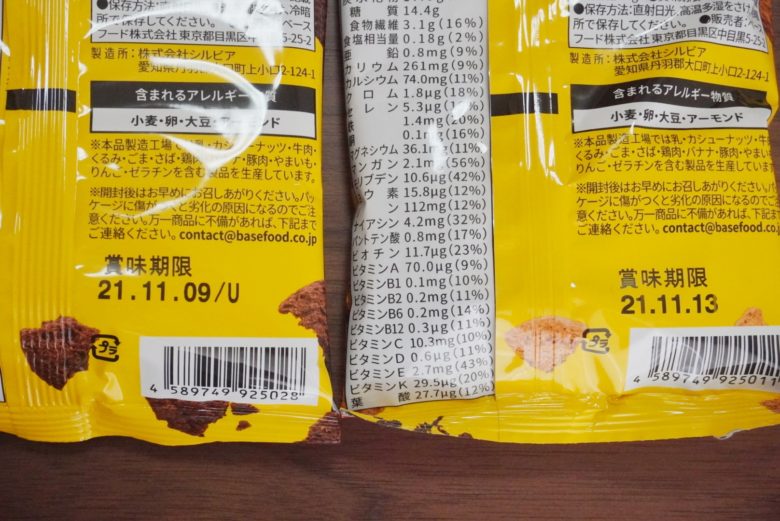 ●保存方法:直射日光、高温多湿
所で保存してください。
フード株式会社 東京都目黒区中目黒5-25-2
製造所:株式会社シルビア
愛知県丹羽郡大口町上小口2-124-1
含まれるアレルギー物質
小麦・卵・大豆・アーモンド
※本品製造工場では乳・カシューナッツ・牛肉・
くるみ・ごま・さば・鶏肉・バナナ・豚肉・やまいも・
りんご・ゼラチンを含む製品を生産しています。
※開封後はお早めにお召しあがりください。パッ
ケージに傷がつくと劣化の原因になるのでご注
意ください。万一商品に不備があれば、下記まで
ご連絡ください。contact@basefood.co.jp
賞味期限
21.11.09/U
プラ
4 589749 925028
糖質 14.4g
食物繊維 3.1g(16%)
食塩相当量 0.18g(2%)
亜鉛 0.8mg(9%)
カリウム 261mg(9%)
カルシウム 74.0mg(11%)
クロム 1.8μg(18%)
セレン 5.3μg
鉄 1.4mg(20%)
0.1mg(16%)
マグネシウム 36.1mg(11%)
マンガン 2.1mg(56%)
モリブデン 10.6μg(42%)
ヨウ素 15.8μg(12%)
リン 112mg(12%)
ナイアシン 4.2mg(32%)
パントテン酸 0.8mg(17%)
ビオチン 11.7μg(23%)
ビタミンA 70.0μg(9%)
ビタミンB1 0.1mg(10%)
ビタミンB2 0.2mg(11%)
ビタミンB6 0.2mg(14%)
ビタミンB12 0.3μg(11%)
ビタミンC 10.3mg(10%)
ビタミンD 0.6μg(11%)
ビタミンE 2.7mg(43%)
ビタミンK 29.5μg(20%)
葉酸 27.7μg(12%)
●保存方法:直射日光、高温多湿をさけ
所で保存してください。 ●販売者:ベース
フード株式会社 東京都目黒区中目黒5-25-2
製造所:株式会社シルビア
愛知県丹羽郡大口町上小口2-124-1
含まれるアレルギー物質
小麦・卵・大豆・アーモンド
※本品製造工場では乳・カシューナッツ・牛肉・
くるみ・ごま・さば・鶏肉・バナナ・豚肉・やまいも・
りんご・ゼラチンを含む製品を生産しています。
※開封後はお早めにお召しあがりください。パッ
ケージに傷がつくと劣化の原因になるのでご注
意ください。万一商品に不備があれば、下記まで
ご連絡ください。contact@basefood.co.jp
賞味期限
21.11.13
プラ
4 589749 92501